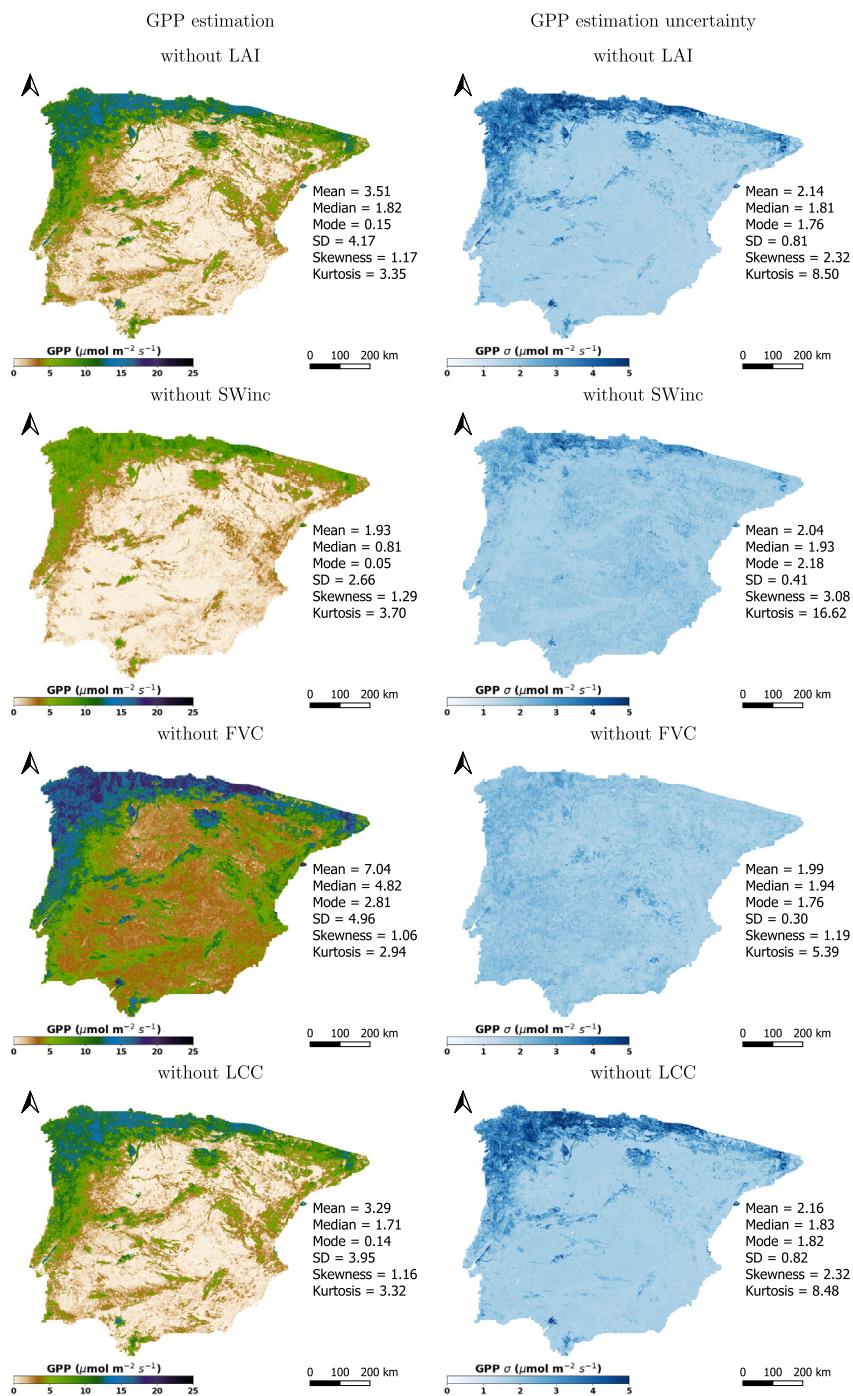 GPP estimation
GPP estimation uncertainty
without LAI
without LAI
Mean = 3.51
Median = 1.82
Mode = 0.15
SD = 4.17
Skewness = 1.17
Kurtosis = 3.35
Mean = 2.14
Median = 1.81
Mode = 1.76
SD = 0.81
Skewness = 2.32
Kurtosis = 8.50
GPP (μmol m⁻² s⁻¹)
0 5 10 15 20 25
0 100 200 km
GPP σ (μmol m⁻² s⁻¹)
0 1 2 3 4 5
0 100 200 km
without SWinc
without SWinc
Mean = 1.93
Median = 0.81
Mode = 0.05
SD = 2.66
Skewness = 1.29
Kurtosis = 3.70
Mean = 2.04
Median = 1.93
Mode = 2.18
SD = 0.41
Skewness = 3.08
Kurtosis = 16.62
GPP (μmol m⁻² s⁻¹)
0 5 10 15 20 25
0 100 200 km
GPP σ (μmol m⁻² s⁻¹)
0 1 2 3 4 5
0 100 200 km
without FVC
without FVC
Mean = 7.04
Median = 4.82
Mode = 2.81
SD = 4.96
Skewness = 1.06
Kurtosis = 2.94
Mean = 1.99
Median = 1.94
Mode = 1.76
SD = 0.30
Skewness = 1.19
Kurtosis = 5.39
GPP (μmol m⁻² s⁻¹)
0 5 10 15 20 25
0 100 200 km
GPP σ (μmol m⁻² s⁻¹)
0 1 2 3 4 5
0 100 200 km
without LCC
without LCC
Mean = 3.29
Median = 1.71
Mode = 0.14
SD = 3.95
Skewness = 1.16
Kurtosis = 3.32
Mean = 2.16
Median = 1.83
Mode = 1.82
SD = 0.82
Skewness = 2.32
Kurtosis = 8.48
GPP (μmol m⁻² s⁻¹)
0 5 10 15 20 25
0 100 200 km
GPP σ (μmol m⁻² s⁻¹)
0 1 2 3 4 5
0 100 200 km